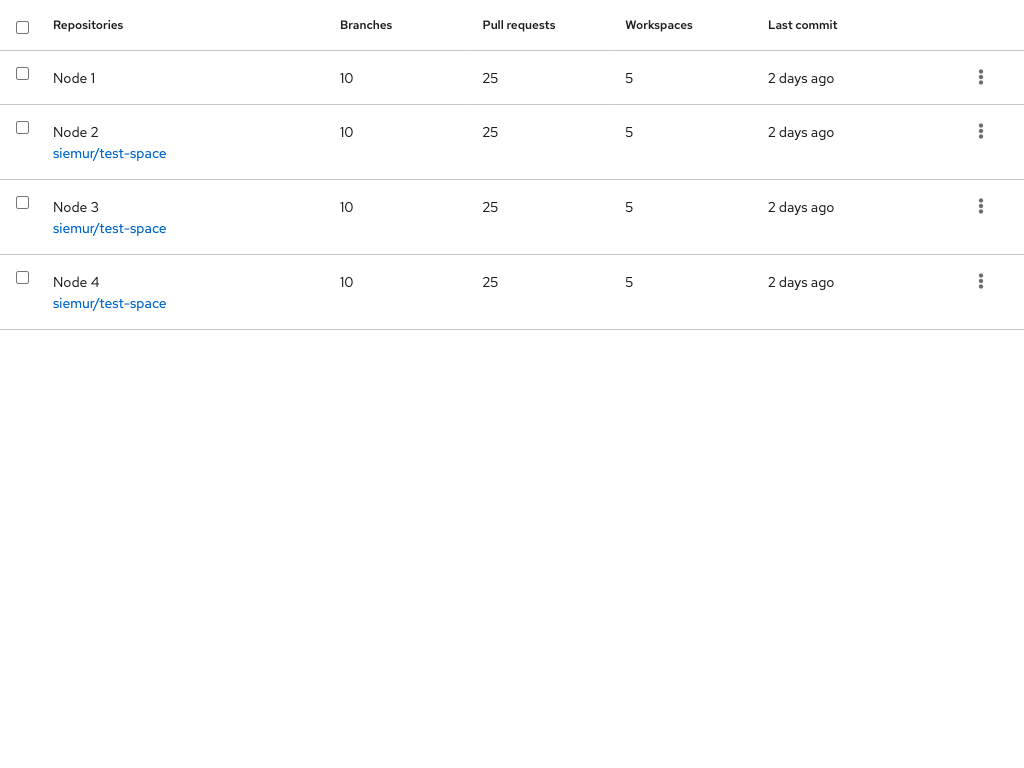 Repositories Branches Pull requests Workspaces Last commit
Node 1 10 25 5 2 days ago
Node 2 10 25 5 2 days ago
siemur/test-space
Node 3 10 25 5 2 days ago
siemur/test-space
Node 4 10 25 5 2 days ago
siemur/test-space